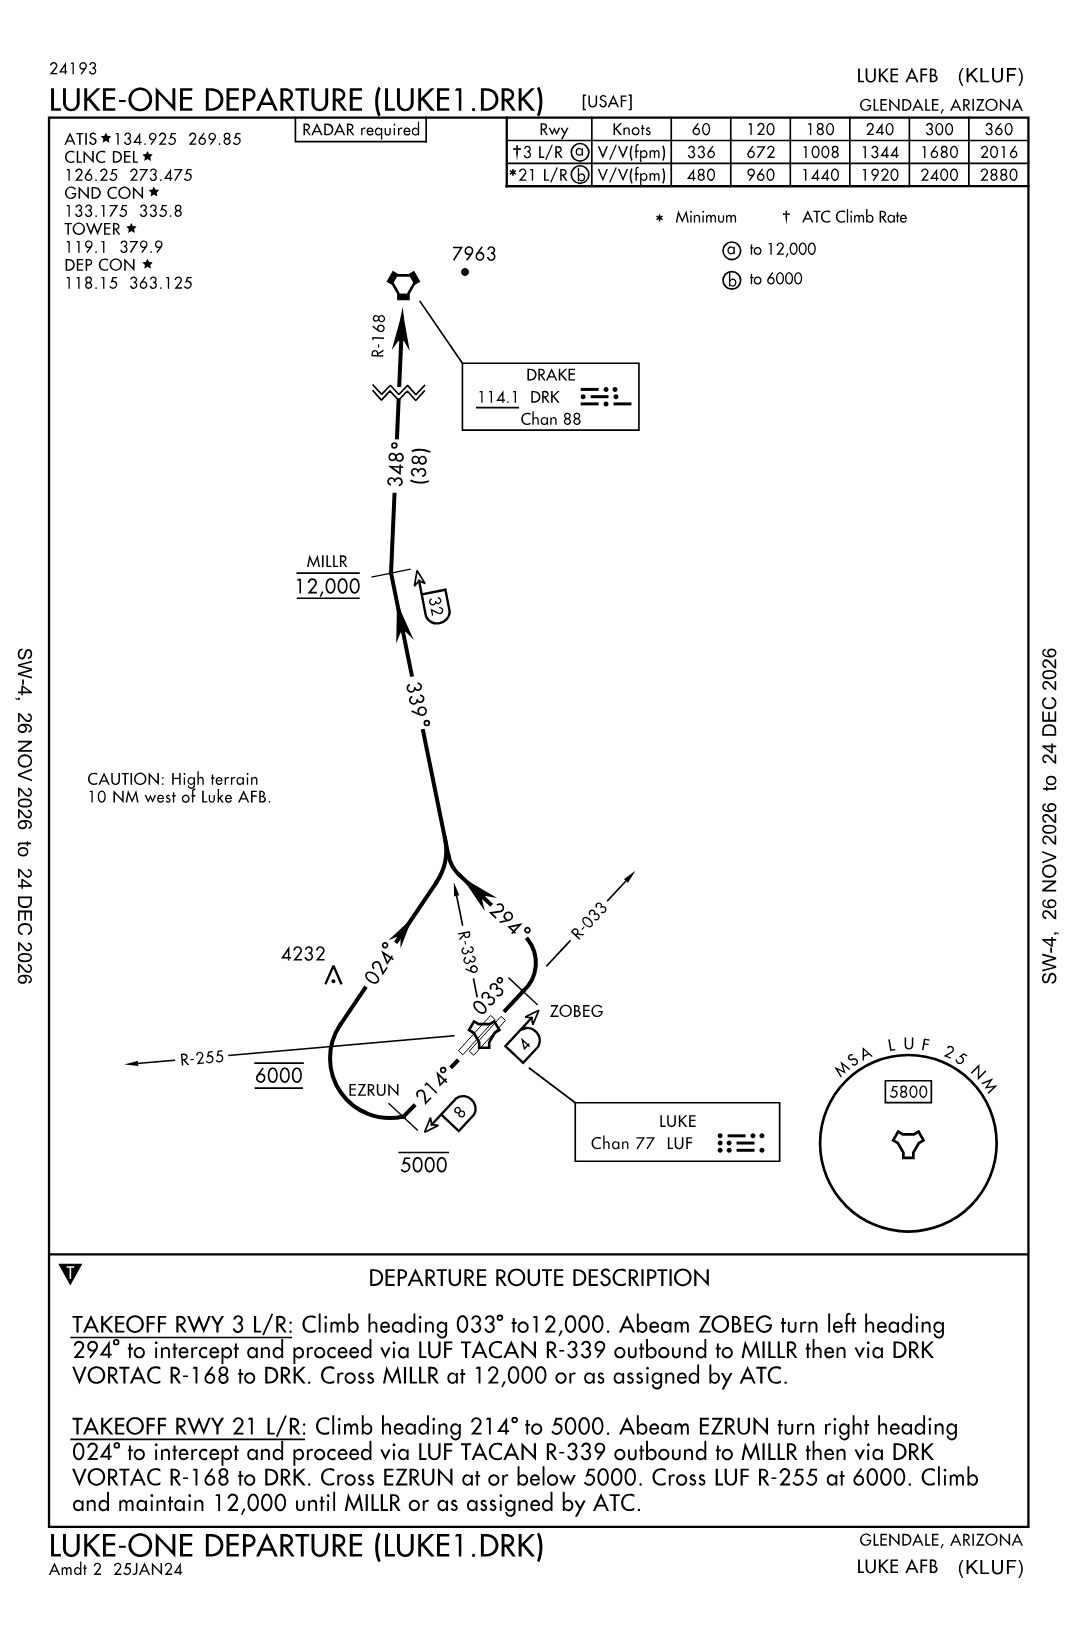 24193
LUKE-ONE DEPARTURE (LUKE1.DRK)
[USAF]
LUKE AFB (KLUF)
GLENDALE, ARIZONA
ATIS★134.925 269.85
CLNC DEL★
126.25 273.475
GND CON★
133.175 335.8
TOWER★
119.1 379.9
DEP CON★
118.15 363.125
RADAR required
Rwy Knots 60 120 180 240 300 360
†3 L/R ⓐ V/V(fpm) 336 672 1008 1344 1680 2016
*21 L/R ⓑ V/V(fpm) 480 960 1440 1920 2400 2880
* Minimum † ATC Climb Rate
ⓐ to 12,000
ⓑ to 6000
7963
R-168
DRAKE
114.1 DRK
Chan 88
348°
(38)
MILLR
12,000
32
339°
CAUTION: High terrain
10 NM west of Luke AFB.
294°
R-033
R-339
024°
4232
033°
ZOBEG
4
R-255
6000
EZRUN
214°
8
5000
LUKE
Chan 77 LUF
MSA LUF 25 NM
5800
SW-4, 26 NOV 2026 to 24 DEC 2026
SW-4, 26 NOV 2026 to 24 DEC 2026
T
DEPARTURE ROUTE DESCRIPTION
TAKEOFF RWY 3 L/R: Climb heading 033° to12,000. Abeam ZOBEG turn left heading
294° to intercept and proceed via LUF TACAN R-339 outbound to MILLR then via DRK
VORTAC R-168 to DRK. Cross MILLR at 12,000 or as assigned by ATC.
TAKEOFF RWY 21 L/R: Climb heading 214° to 5000. Abeam EZRUN turn right heading
024° to intercept and proceed via LUF TACAN R-339 outbound to MILLR then via DRK
VORTAC R-168 to DRK. Cross EZRUN at or below 5000. Cross LUF R-255 at 6000. Climb
and maintain 12,000 until MILLR or as assigned by ATC.
LUKE-ONE DEPARTURE (LUKE1.DRK)
Amdt 2 25JAN24
GLENDALE, ARIZONA
LUKE AFB (KLUF)